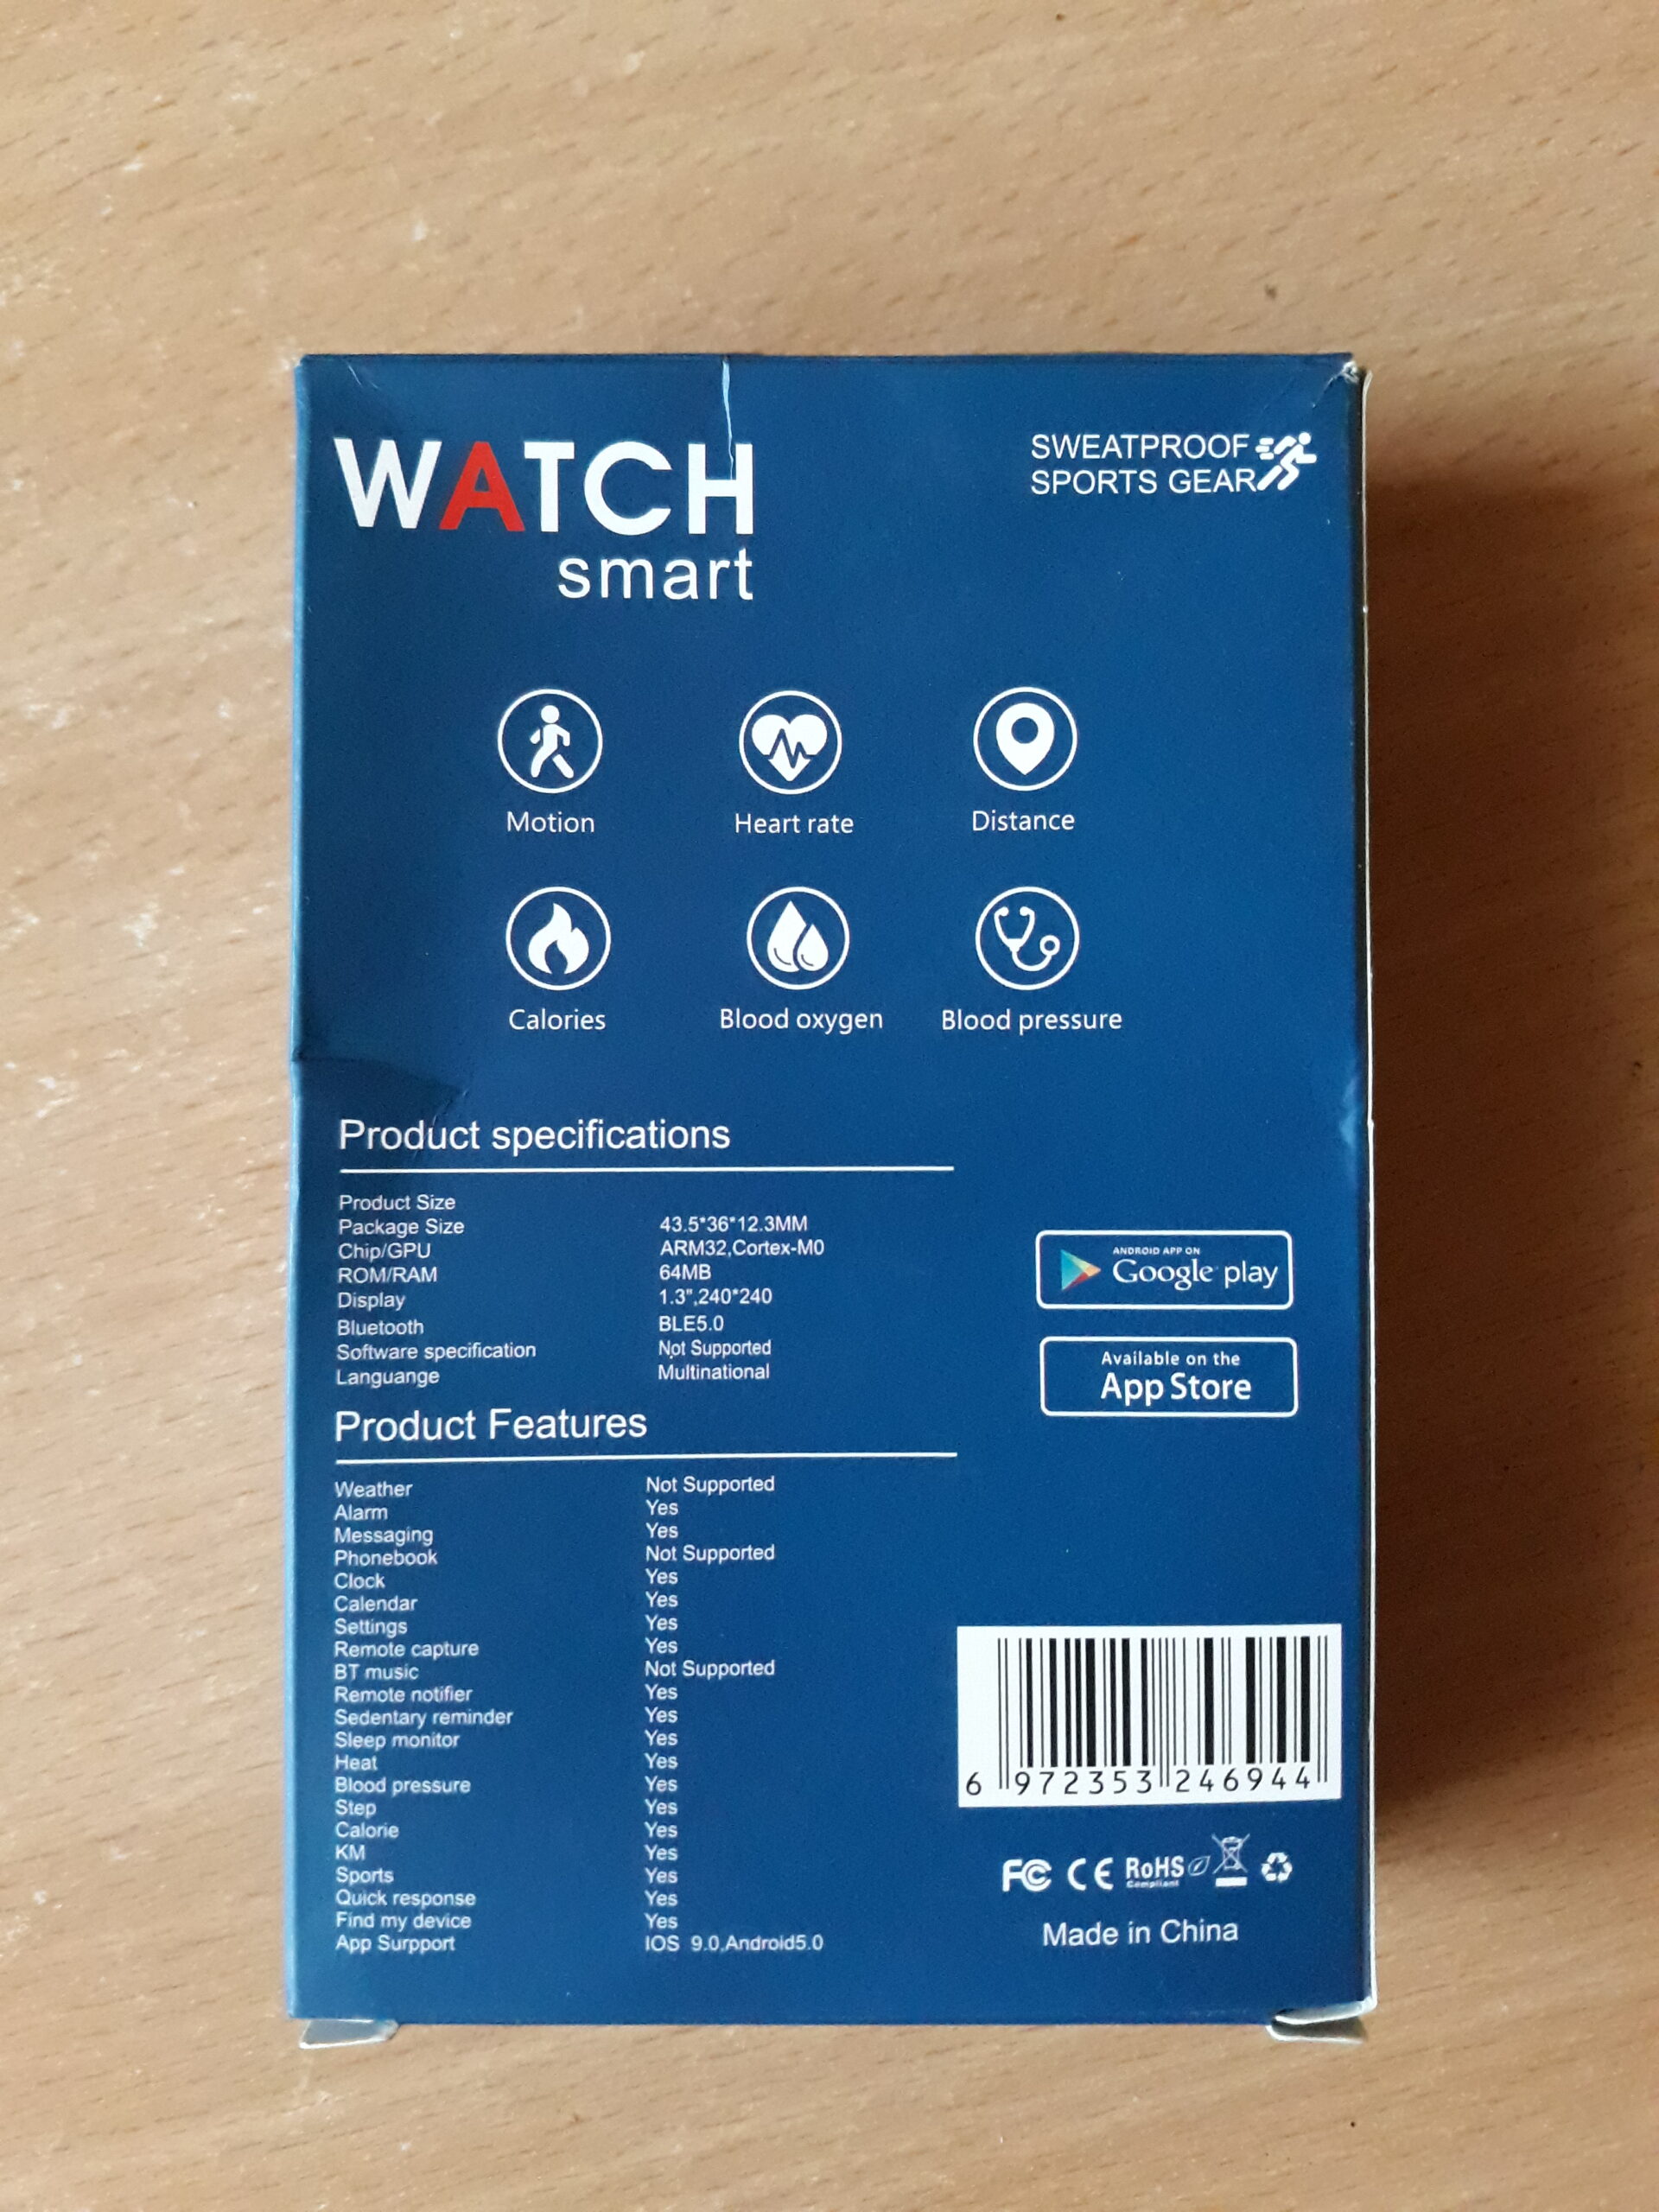 WATCH
smart
SWEATPROOF
SPORTS GEAR
Motion
Heart rate
Distance
Calories
Blood oxygen
Blood pressure
Product specifications
Product Size
Package Size 43.5*36*12.3MM
Chip/GPU ARM32,Cortex-M0
ROM/RAM 64MB
Display 1.3",240*240
Bluetooth BLE5.0
Software specification Not Supported
Languange Multinational
ANDROID APP ON
Google play
Available on the
App Store
Product Features
Weather Not Supported
Alarm Yes
Messaging Yes
Phonebook Not Supported
Clock Yes
Calendar Yes
Settings Yes
Remote capture Yes
BT music Not Supported
Remote notifier Yes
Sedentary reminder Yes
Sleep monitor Yes
Heat Yes
Blood pressure Yes
Step Yes
Calorie Yes
KM Yes
Sports Yes
Quick response Yes
Find my device Yes
App Surpport IOS 9.0,Android5.0
6 972353 246944
FC CE RoHS
Compliant
Made in China